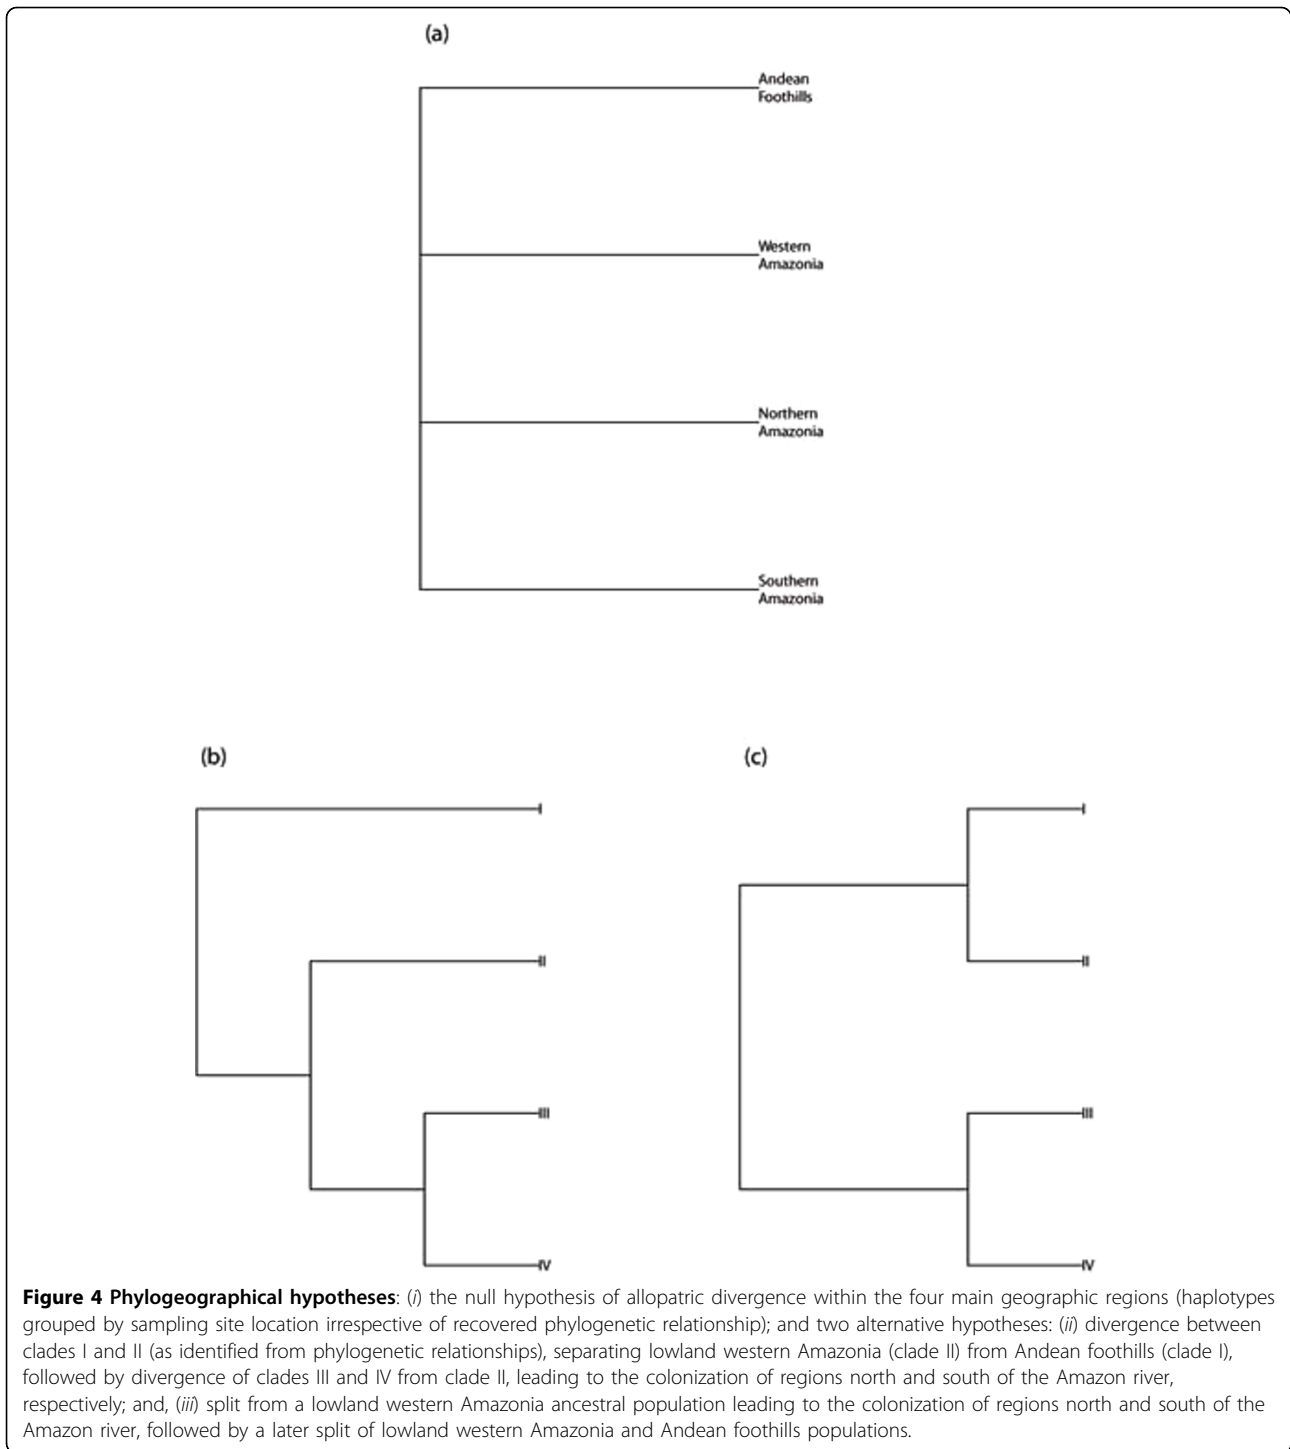 (a)
Andean
Foothills
Western
Amazonia
Northern
Amazonia
Southern
Amazonia
(b)
(c)
I
II
III
IV
I
II
III
IV
Figure 4 Phylogeographical hypotheses: (i) the null hypothesis of allopatric divergence within the four main geographic regions (haplotypes
grouped by sampling site location irrespective of recovered phylogenetic relationship); and two alternative hypotheses: (ii) divergence between
clades I and II (as identified from phylogenetic relationships), separating lowland western Amazonia (clade II) from Andean foothills (clade I),
followed by divergence of clades III and IV from clade II, leading to the colonization of regions north and south of the Amazon river,
respectively; and, (iii) split from a lowland western Amazonia ancestral population leading to the colonization of regions north and south of the
Amazon river, followed by a later split of lowland western Amazonia and Andean foothills populations.